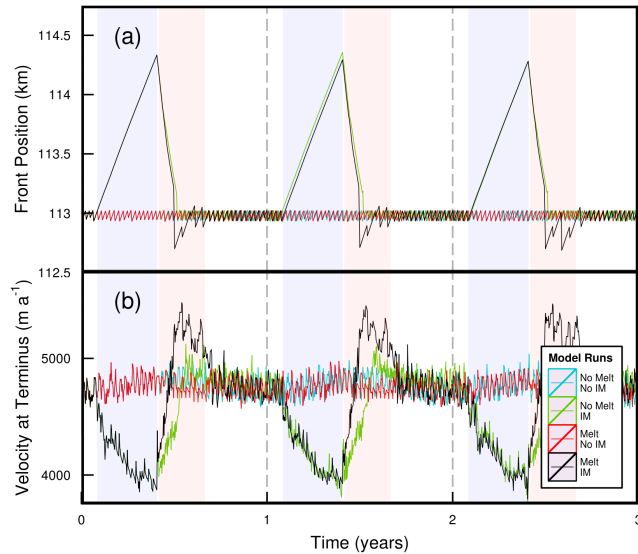 (a)
114.5
114
113.5
113
112.5
Front Position (km)
(b)
5000
4000
Velocity at Terminus (m a⁻¹)
Model Runs
No Melt
No IM
No Melt
IM
Melt
No IM
Melt
IM
0
1
2
3
Time (years)